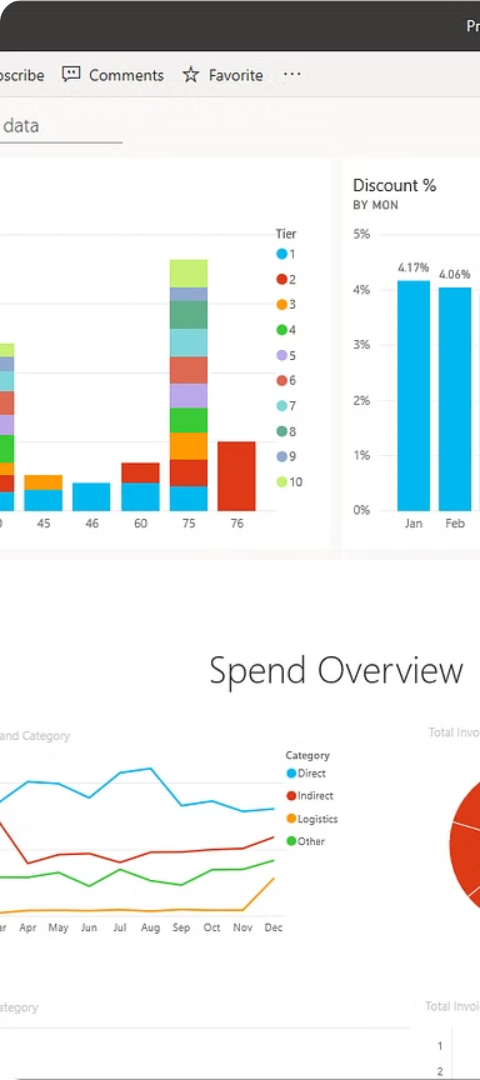 Pr
scribe Comments Favorite ...
data
Discount %
BY MON
Tier
1
2
3
4
5
6
7
8
9
10
0 45 46 60 75 76
5%
4%
3%
2%
1%
0%
4.17% 4.06%
Jan Feb
Spend Overview
and Category
Category
Direct
Indirect
Logistics
Other
ar Apr May Jun Jul Aug Sep Oct Nov Dec
Total Invo
ategory
Total Invoi
1
2